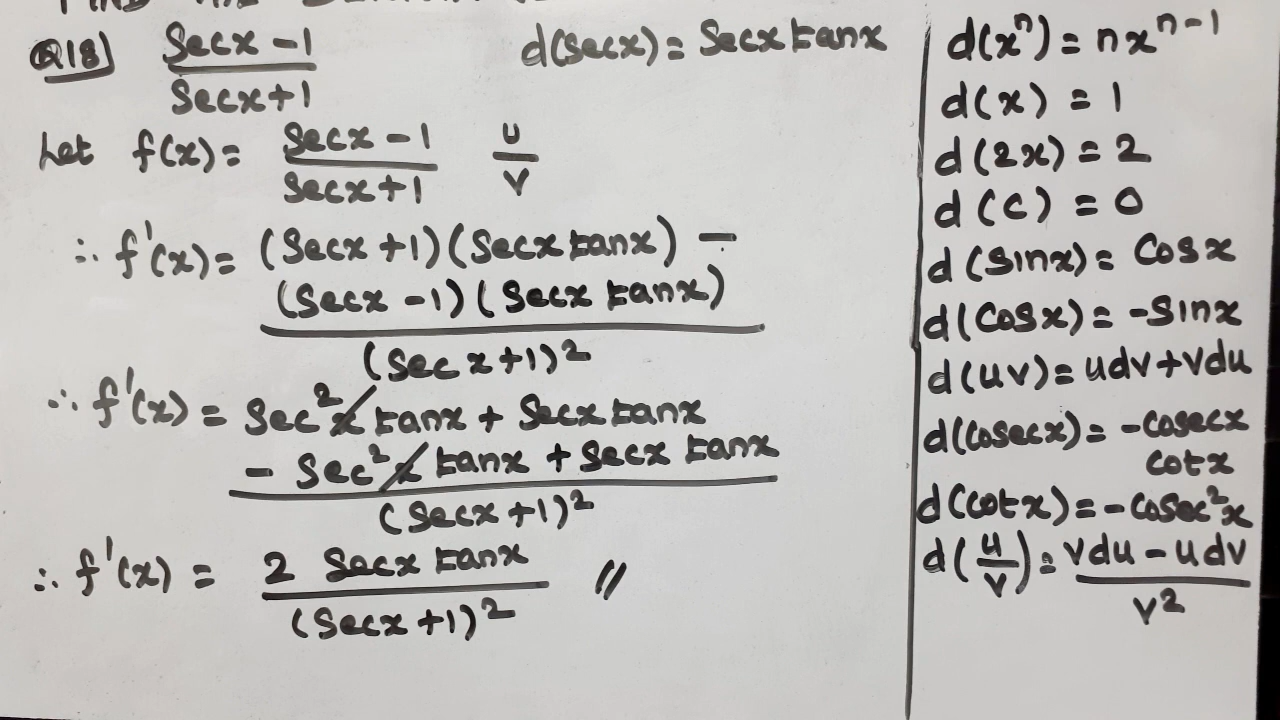 Q18) Secx - 1
Secx + 1
d(secx) = Secx tanx
Let f(x) = Secx - 1 u
Secx + 1 v
∴ f'(x) = (Secx + 1) (Secx tanx) -
(Secx - 1) (Secx tanx)
(Sec x + 1)²
∴ f'(x) = Sec²x tanx + Secx tanx
- Sec²x tanx + Secx tanx
(Secx + 1)²
∴ f'(x) = 2 Secx tanx //
(Secx + 1)²
d(xⁿ) = nxⁿ⁻¹
d(x) = 1
d(2x) = 2
d(c) = 0
d(sinx) = Cosx
d(Cosx) = -Sinx
d(uv) = udv + vdu
d(Cosecx) = -Cosecx
Cotx
d(Cotx) = -Cosec²x
d(u/v) = vdu - udv
v²